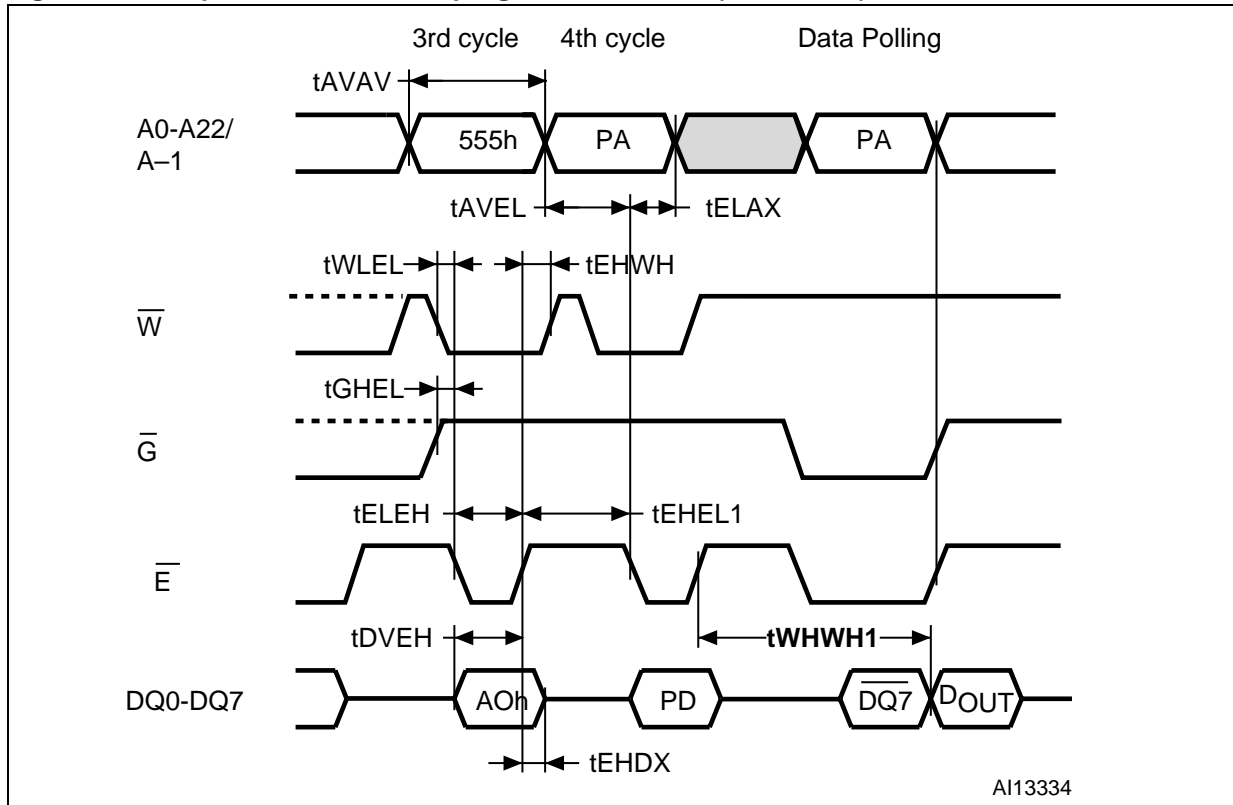 3rd cycle 4th cycle Data Polling
tAVAV
A0-A22/
A–1
555h PA PA
tAVEL tELAX
tWLEL tEHWH
W
tGHEL
G
tELEH tEHEL1
E
tDVEH tWHWH1
DQ0-DQ7 AOh PD DQ7 DOUT
tEHDX
AI13334